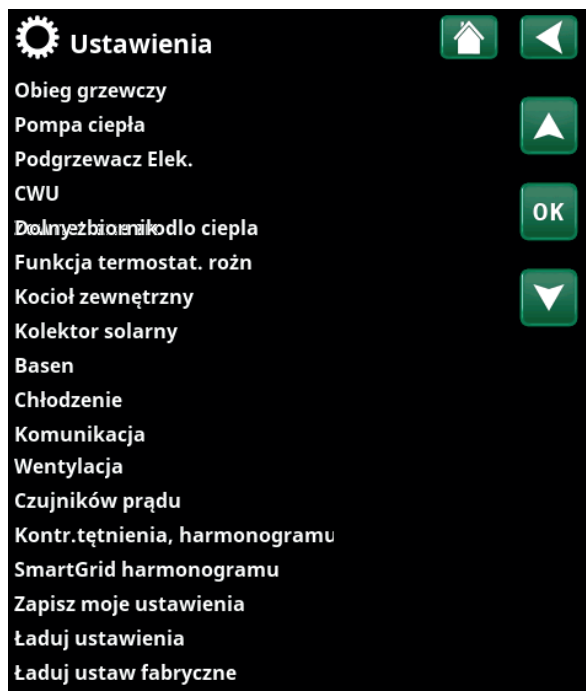 Ustawienia
Obieg grzewczy
Pompa ciepła
OK
Podgrzewacz Elek.
CWU
ciepla
Funkcja termostat. rożn
Kocioł zewnętrzny
Kolektor solarny
Basen
Chłodzenie
Komunikacja
Wentylacja
Czujników prądu
Kontr.tętnienia, harmonogramu
SmartGrid harmonogramu
Zapisz moje ustawienia
Ładuj ustawienia
Ładuj ustaw fabryczne